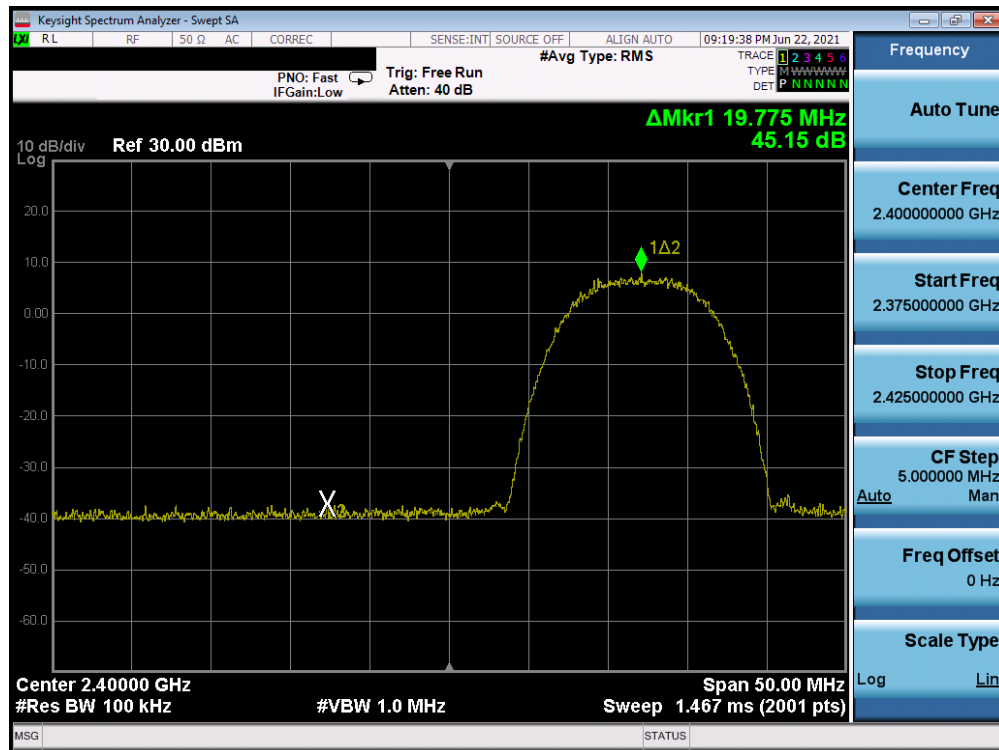 Keysight Spectrum Analyzer - Swept SA
LXI RL RF 50 Ω AC CORREC SENSE:INT SOURCE OFF ALIGN AUTO 09:19:38 PM Jun 22, 2021
#Avg Type: RMS
TRACE 1 2 3 4 5 6
PNO: Fast Trig: Free Run
TYPE M WWWWW
IFGain:Low Atten: 40 dB
DET P N N N N N
ΔMkr1 19.775 MHz
45.15 dB
10 dB/div Ref 30.00 dBm
Log
20.0
10.0
0.00
-10.0
-20.0
-30.0
-40.0
-50.0
-60.0
1Δ2
Center 2.40000 GHz Span 50.00 MHz
#Res BW 100 kHz #VBW 1.0 MHz Sweep 1.467 ms (2001 pts)
MSG STATUS
Frequency
Auto Tune
Center Freq
2.400000000 GHz
Start Freq
2.375000000 GHz
Stop Freq
2.425000000 GHz
CF Step
5.000000 MHz
Auto Man
Freq Offset
0 Hz
Scale Type
Log Lin